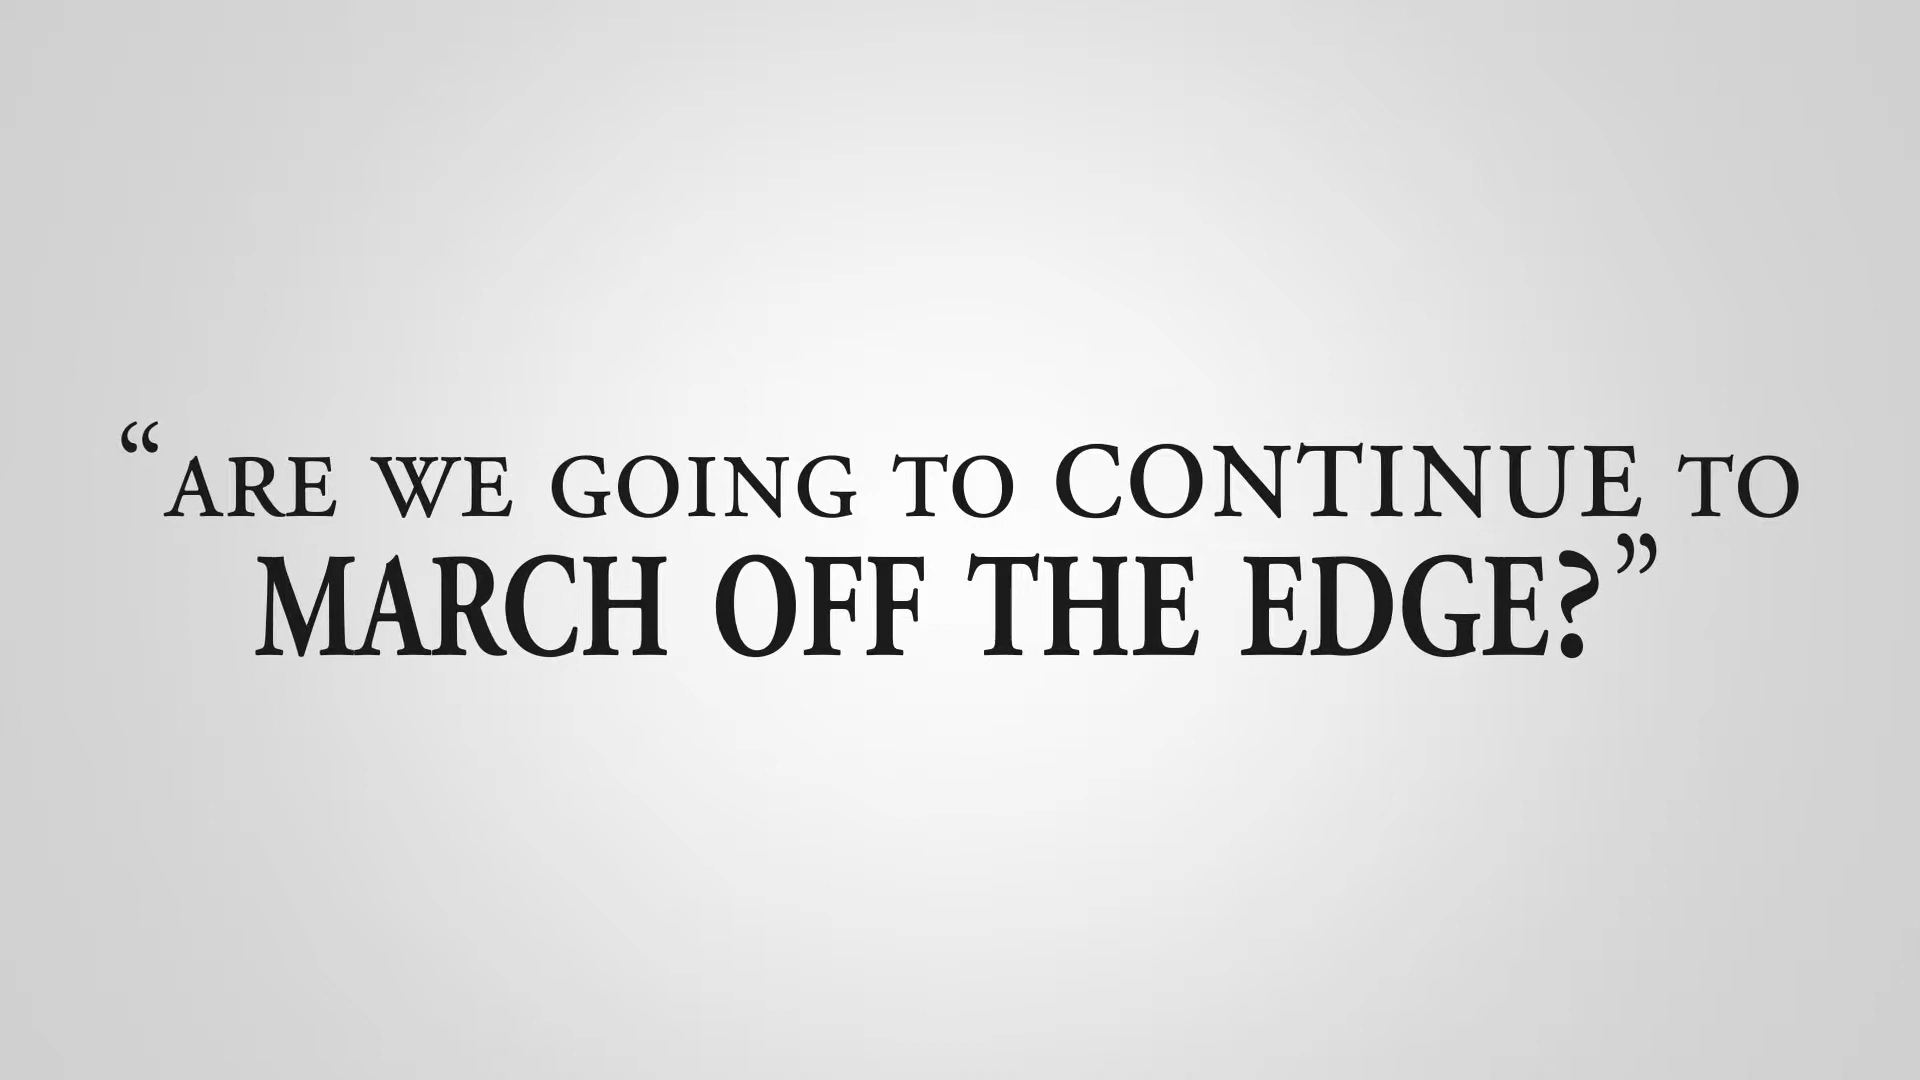 “ARE WE GOING TO CONTINUE TO
MARCH OFF THE EDGE?”